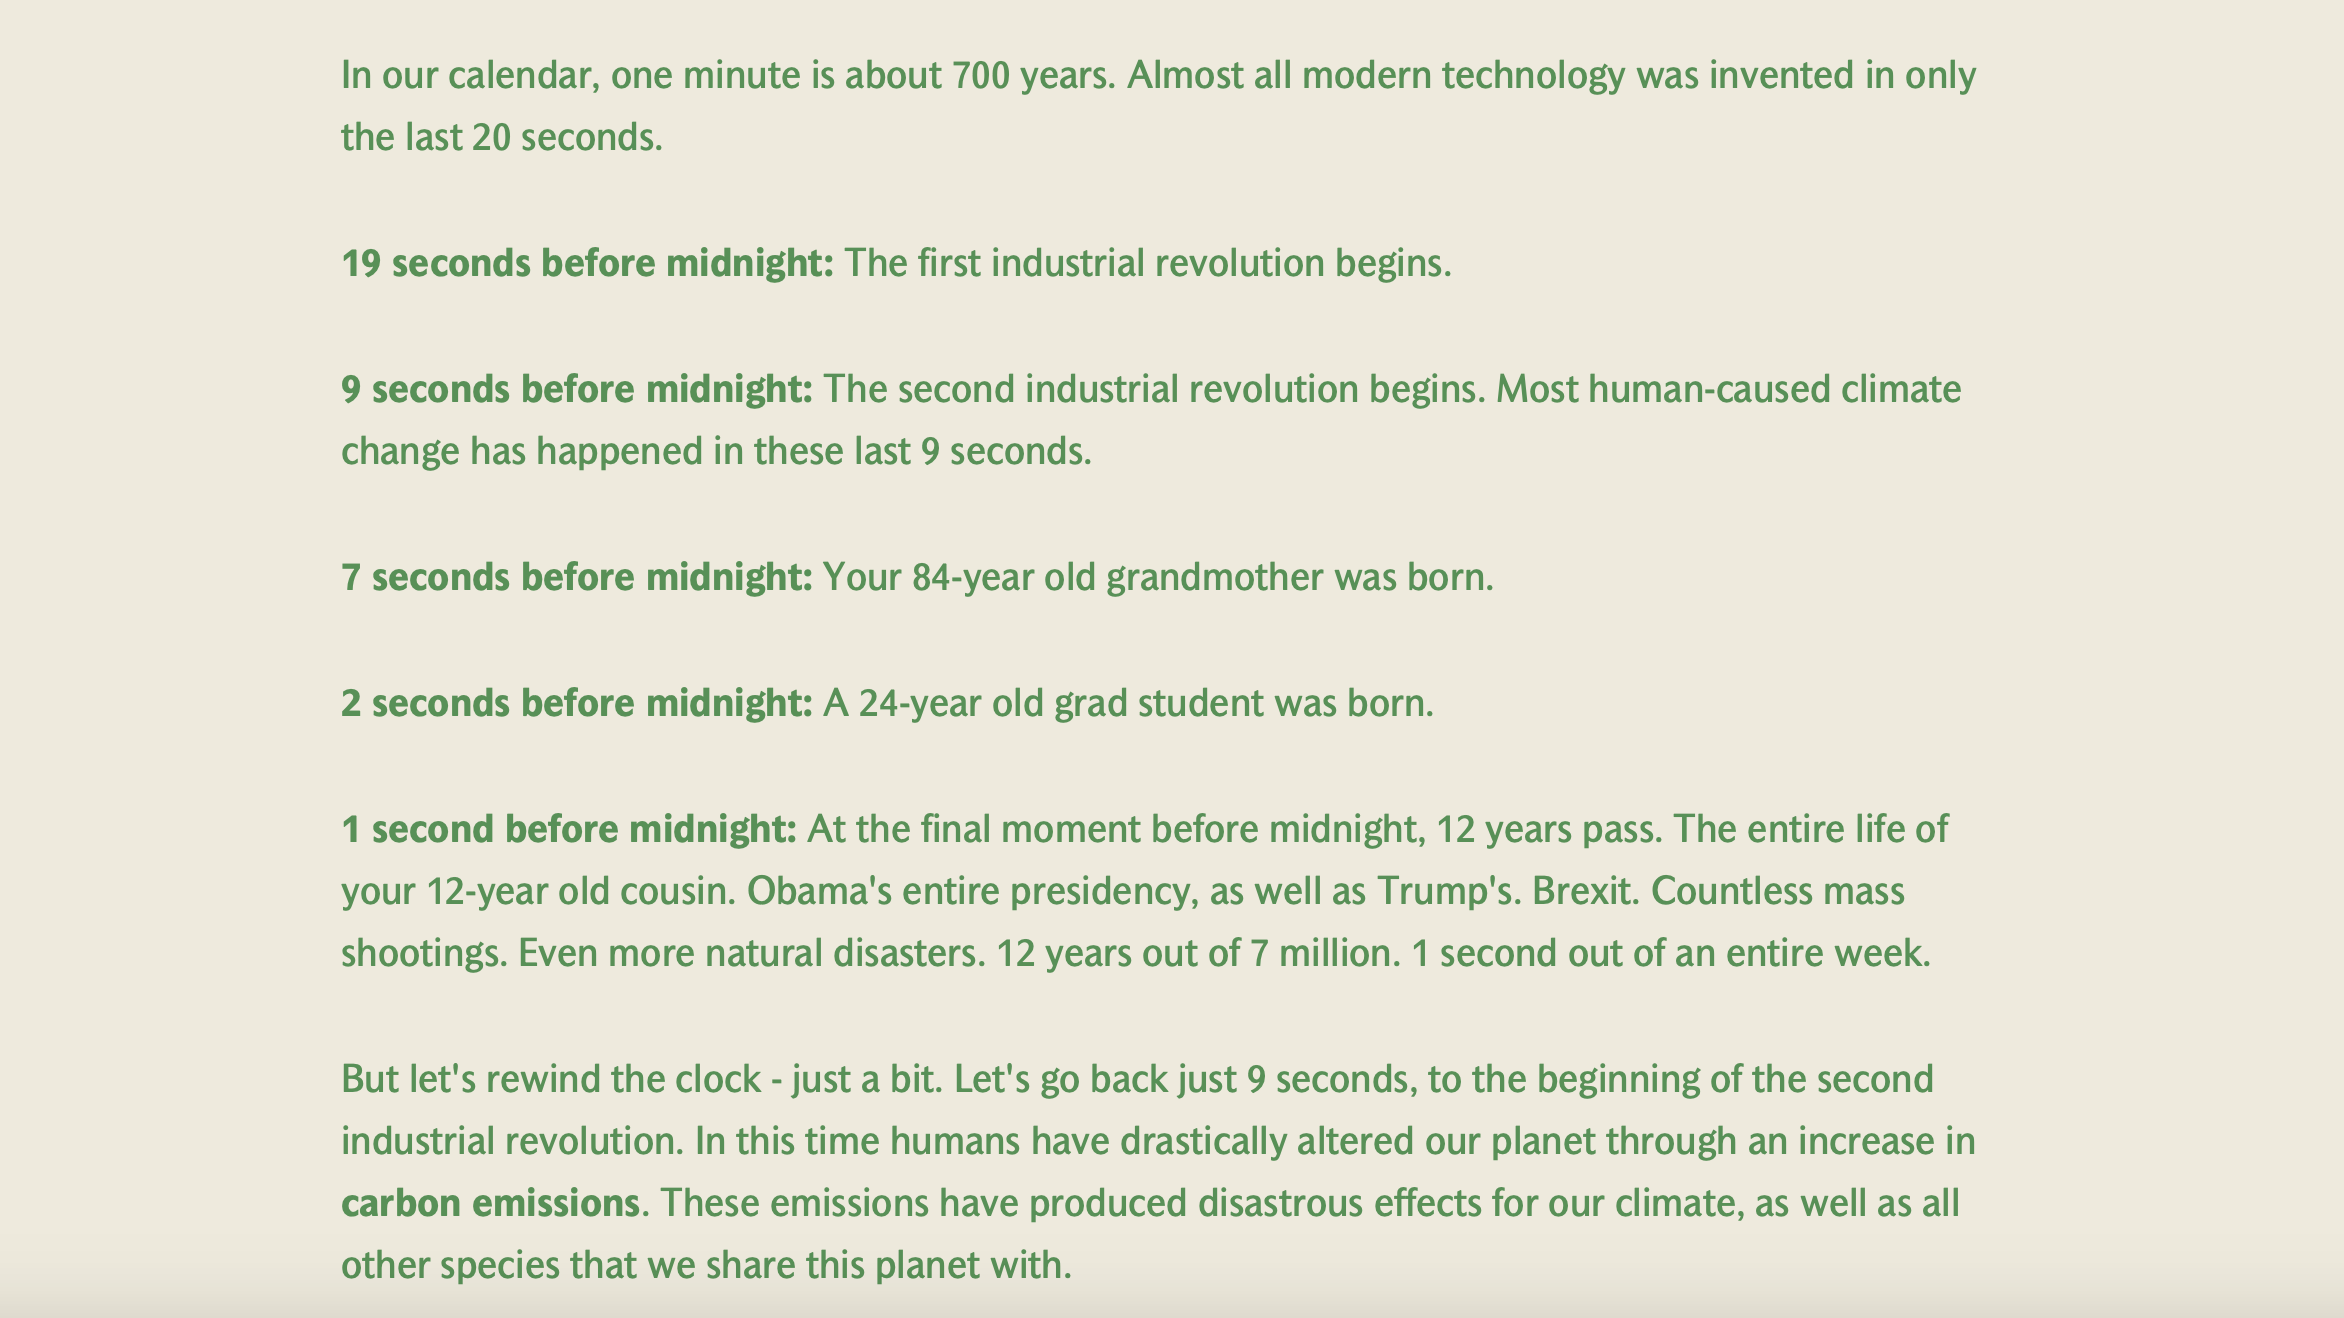 In our calendar, one minute is about 700 years. Almost all modern technology was invented in only
the last 20 seconds.
19 seconds before midnight: The first industrial revolution begins.
9 seconds before midnight: The second industrial revolution begins. Most human-caused climate
change has happened in these last 9 seconds.
7 seconds before midnight: Your 84-year old grandmother was born.
2 seconds before midnight: A 24-year old grad student was born.
1 second before midnight: At the final moment before midnight, 12 years pass. The entire life of
your 12-year old cousin. Obama's entire presidency, as well as Trump's. Brexit. Countless mass
shootings. Even more natural disasters. 12 years out of 7 million. 1 second out of an entire week.
But let's rewind the clock - just a bit. Let's go back just 9 seconds, to the beginning of the second
industrial revolution. In this time humans have drastically altered our planet through an increase in
carbon emissions. These emissions have produced disastrous effects for our climate, as well as all
other species that we share this planet with.